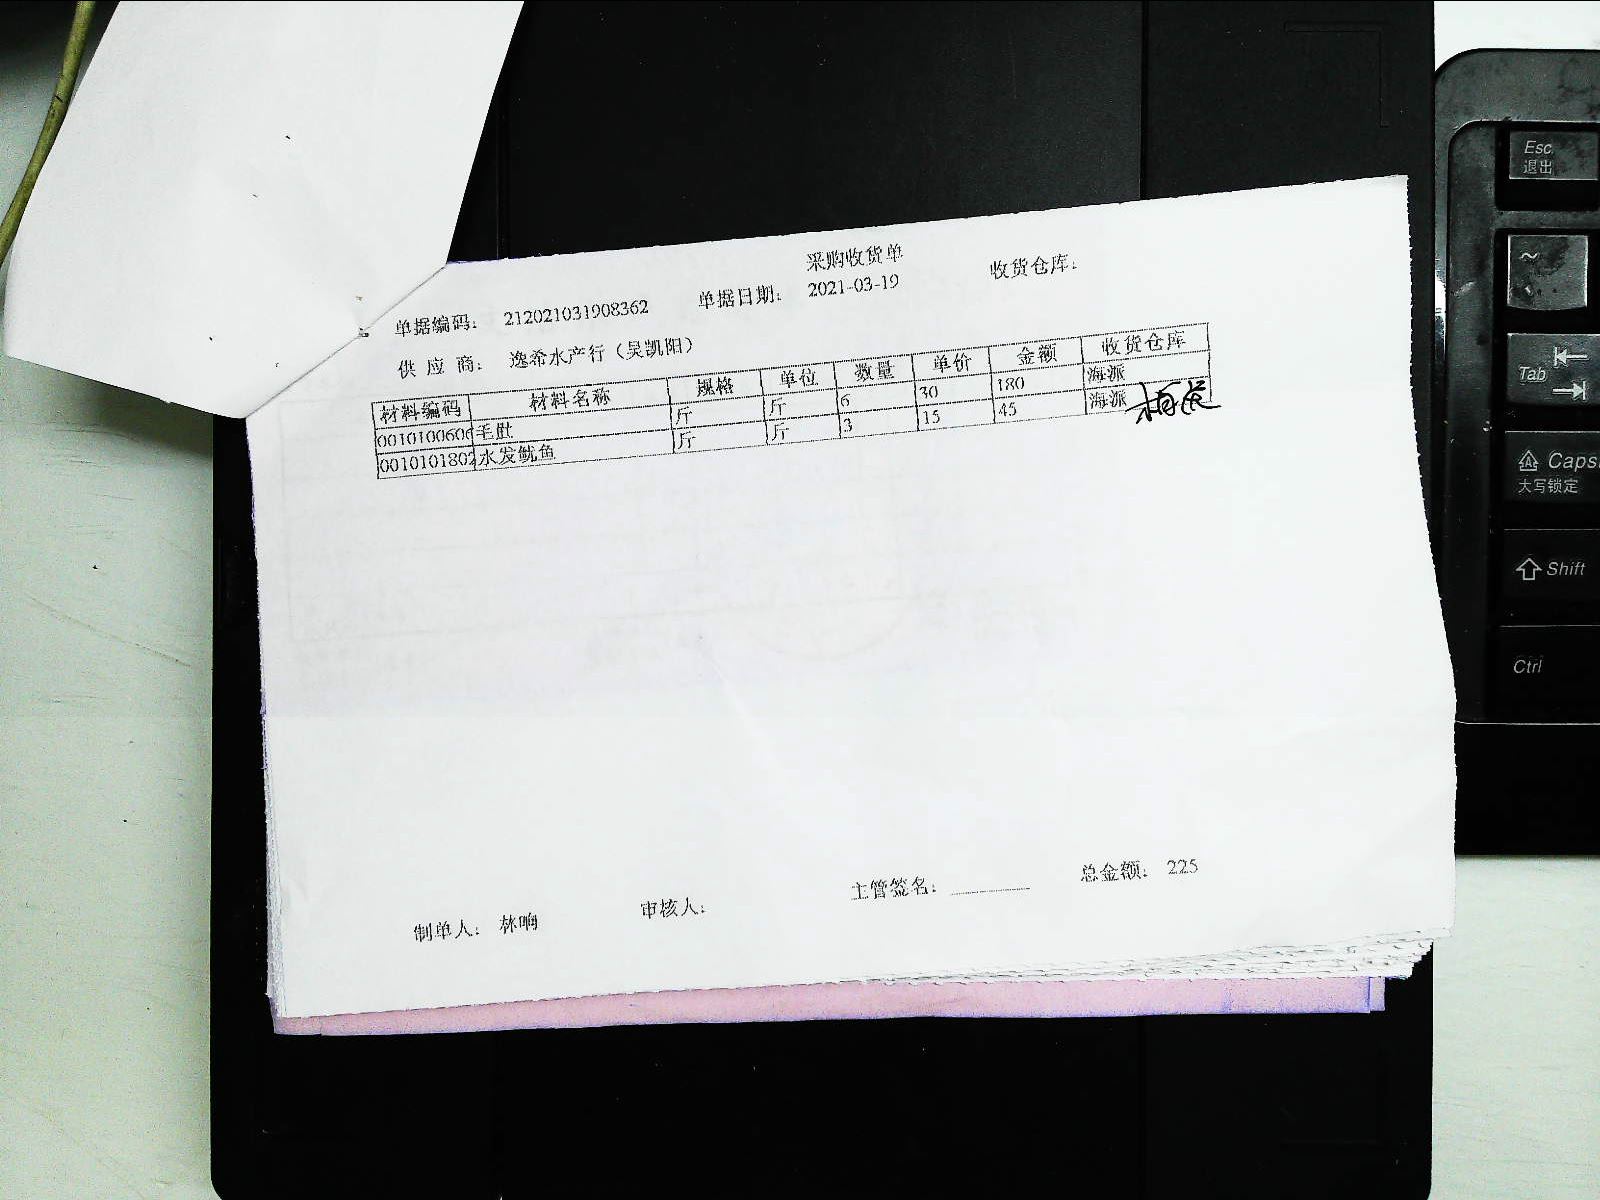 采购收货单
单据编码： 212021031908362 单据日期： 2021-03-19 收货仓库：
供 应 商： 逸希水产行（吴凯阳）
材料编码 材料名称 规格 单位 数量 单价 金额 收货仓库
0010100606 毛肚 斤 斤 6 30 180 海派
0010101802 水发鱿鱼 斤 斤 3 15 45 海派
制单人： 林响 审核人： 主管签名： 总金额： 225
Esc
退出
~
Tab
Caps
大写锁定
Shift
Ctrl